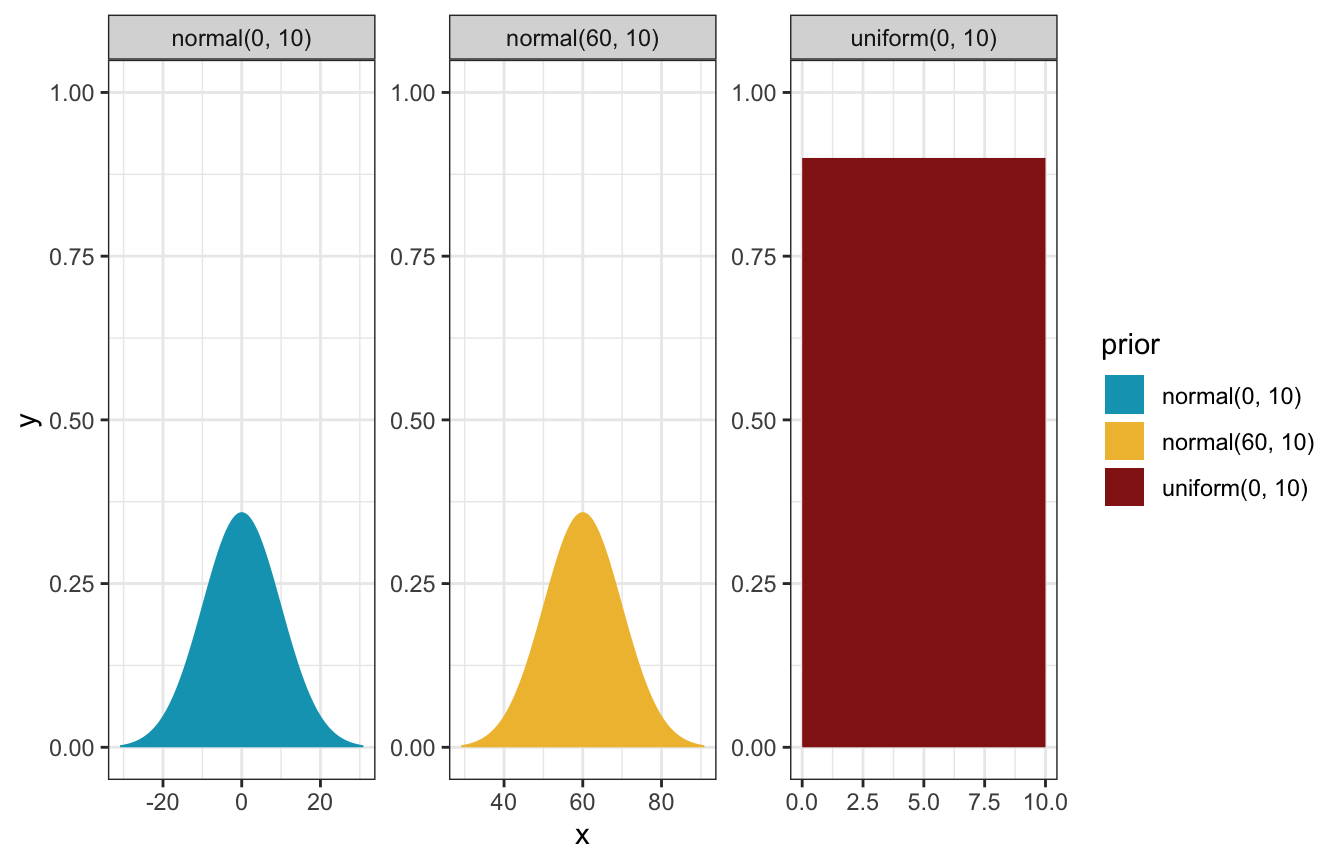 normal(0, 10) normal(60, 10) uniform(0, 10)
1.00 1.00 1.00
0.75 0.75 0.75
0.50 0.50 0.50
0.25 0.25 0.25
0.00 0.00 0.00
-20 0 20 40 60 80 0.0 2.5 5.0 7.5 10.0
x
y
prior
normal(0, 10)
normal(60, 10)
uniform(0, 10)